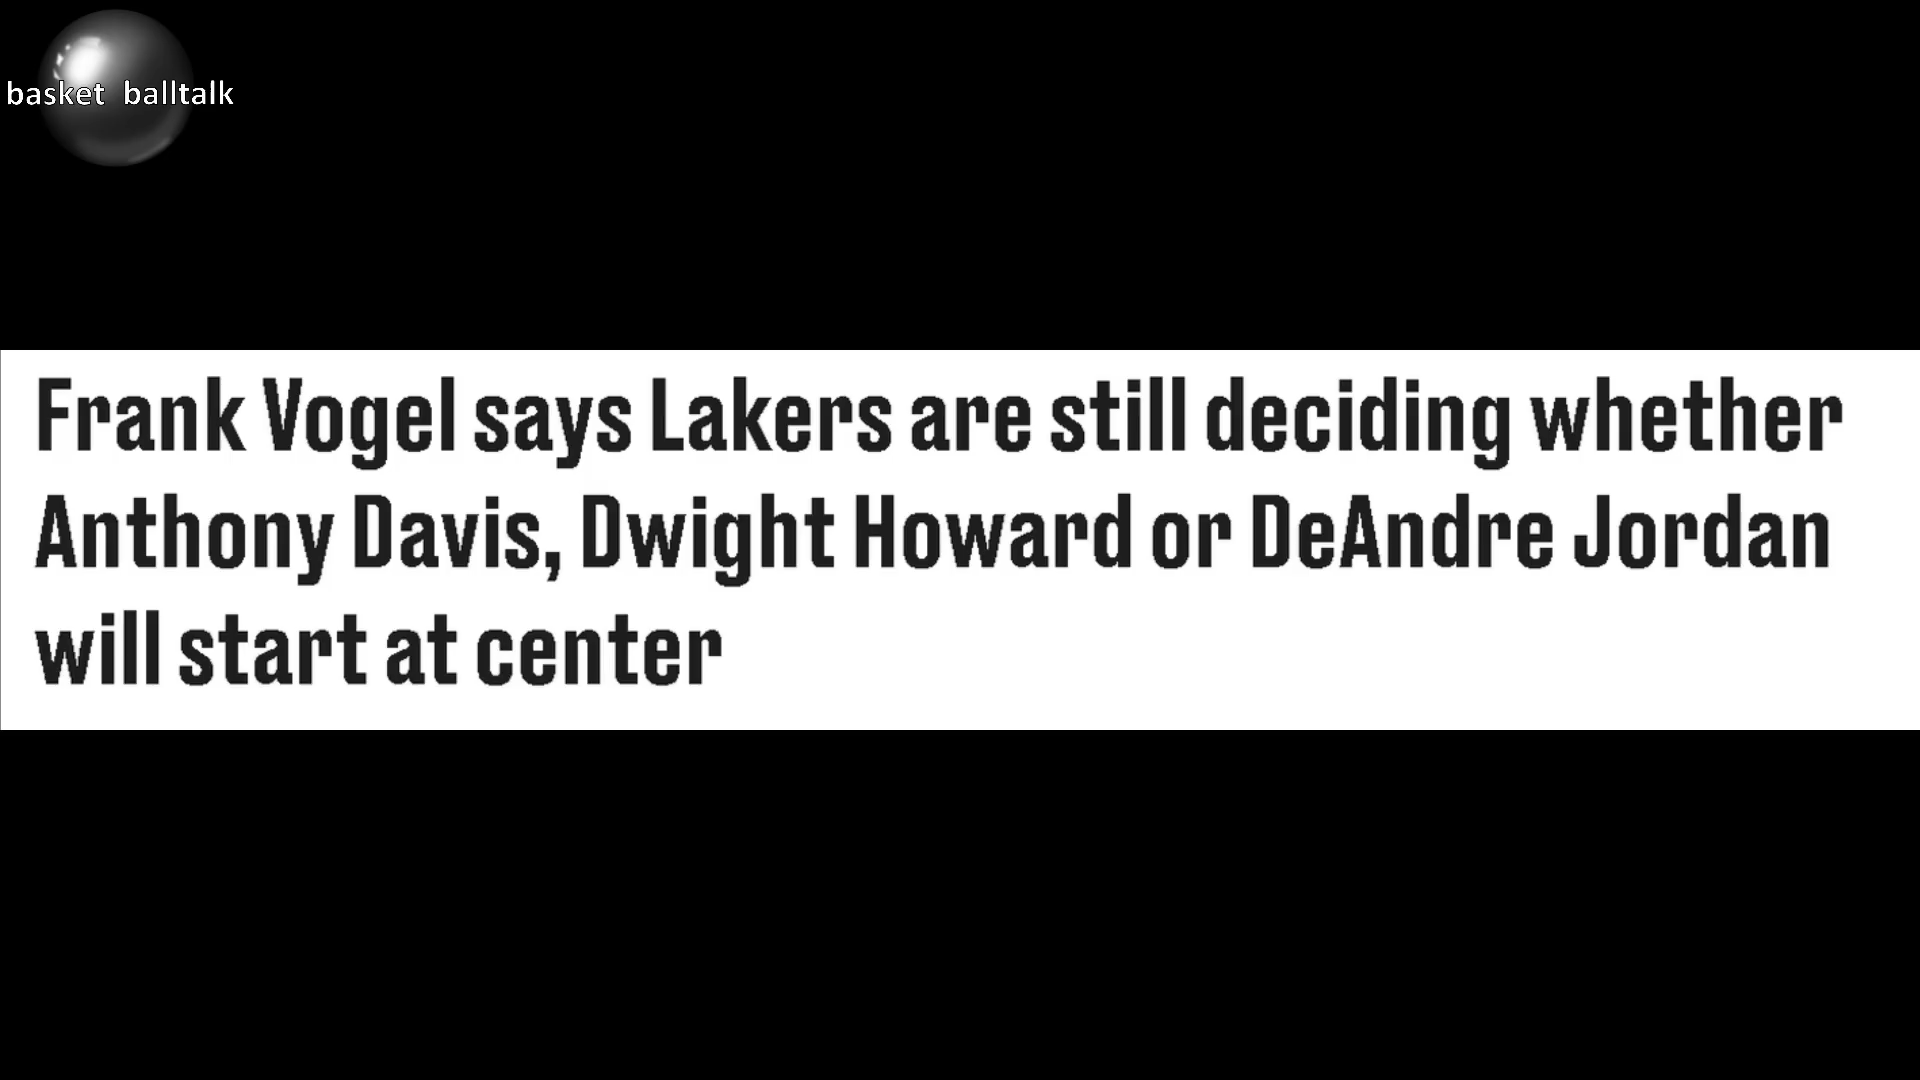 basket balltalk
Frank Vogel says Lakers are still deciding whether
Anthony Davis, Dwight Howard or DeAndre Jordan
will start at center